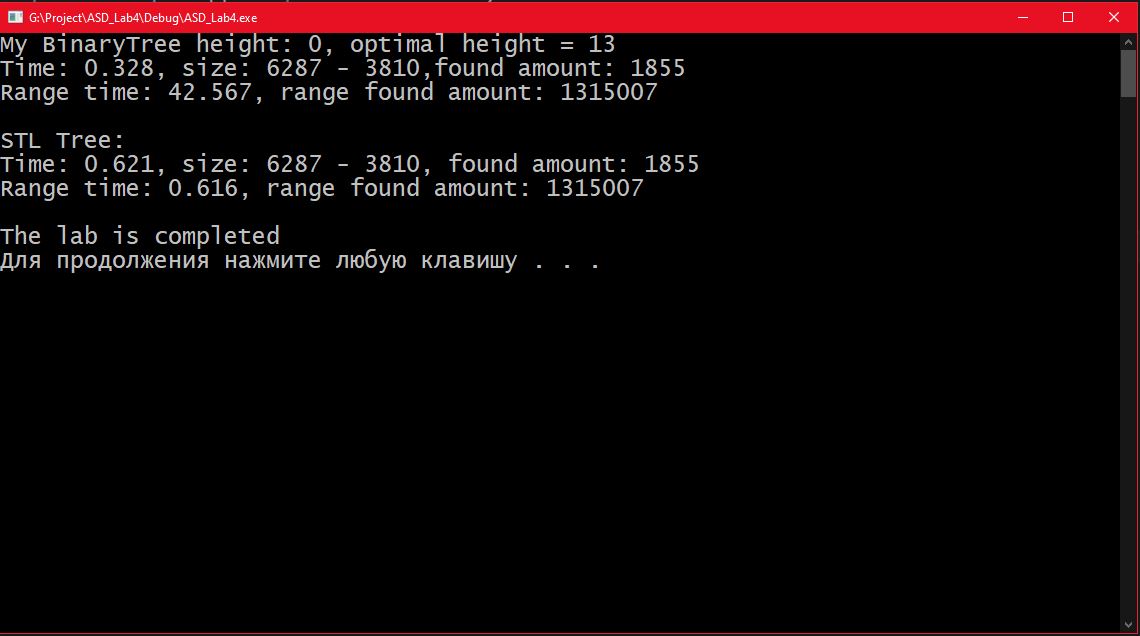 G:\Project\ASD_Lab4\Debug\ASD_Lab4.exe
My BinaryTree height: 0, optimal height = 13
Time: 0.328, size: 6287 - 3810,found amount: 1855
Range time: 42.567, range found amount: 1315007
STL Tree:
Time: 0.621, size: 6287 - 3810, found amount: 1855
Range time: 0.616, range found amount: 1315007
The lab is completed
Для продолжения нажмите любую клавишу . . .